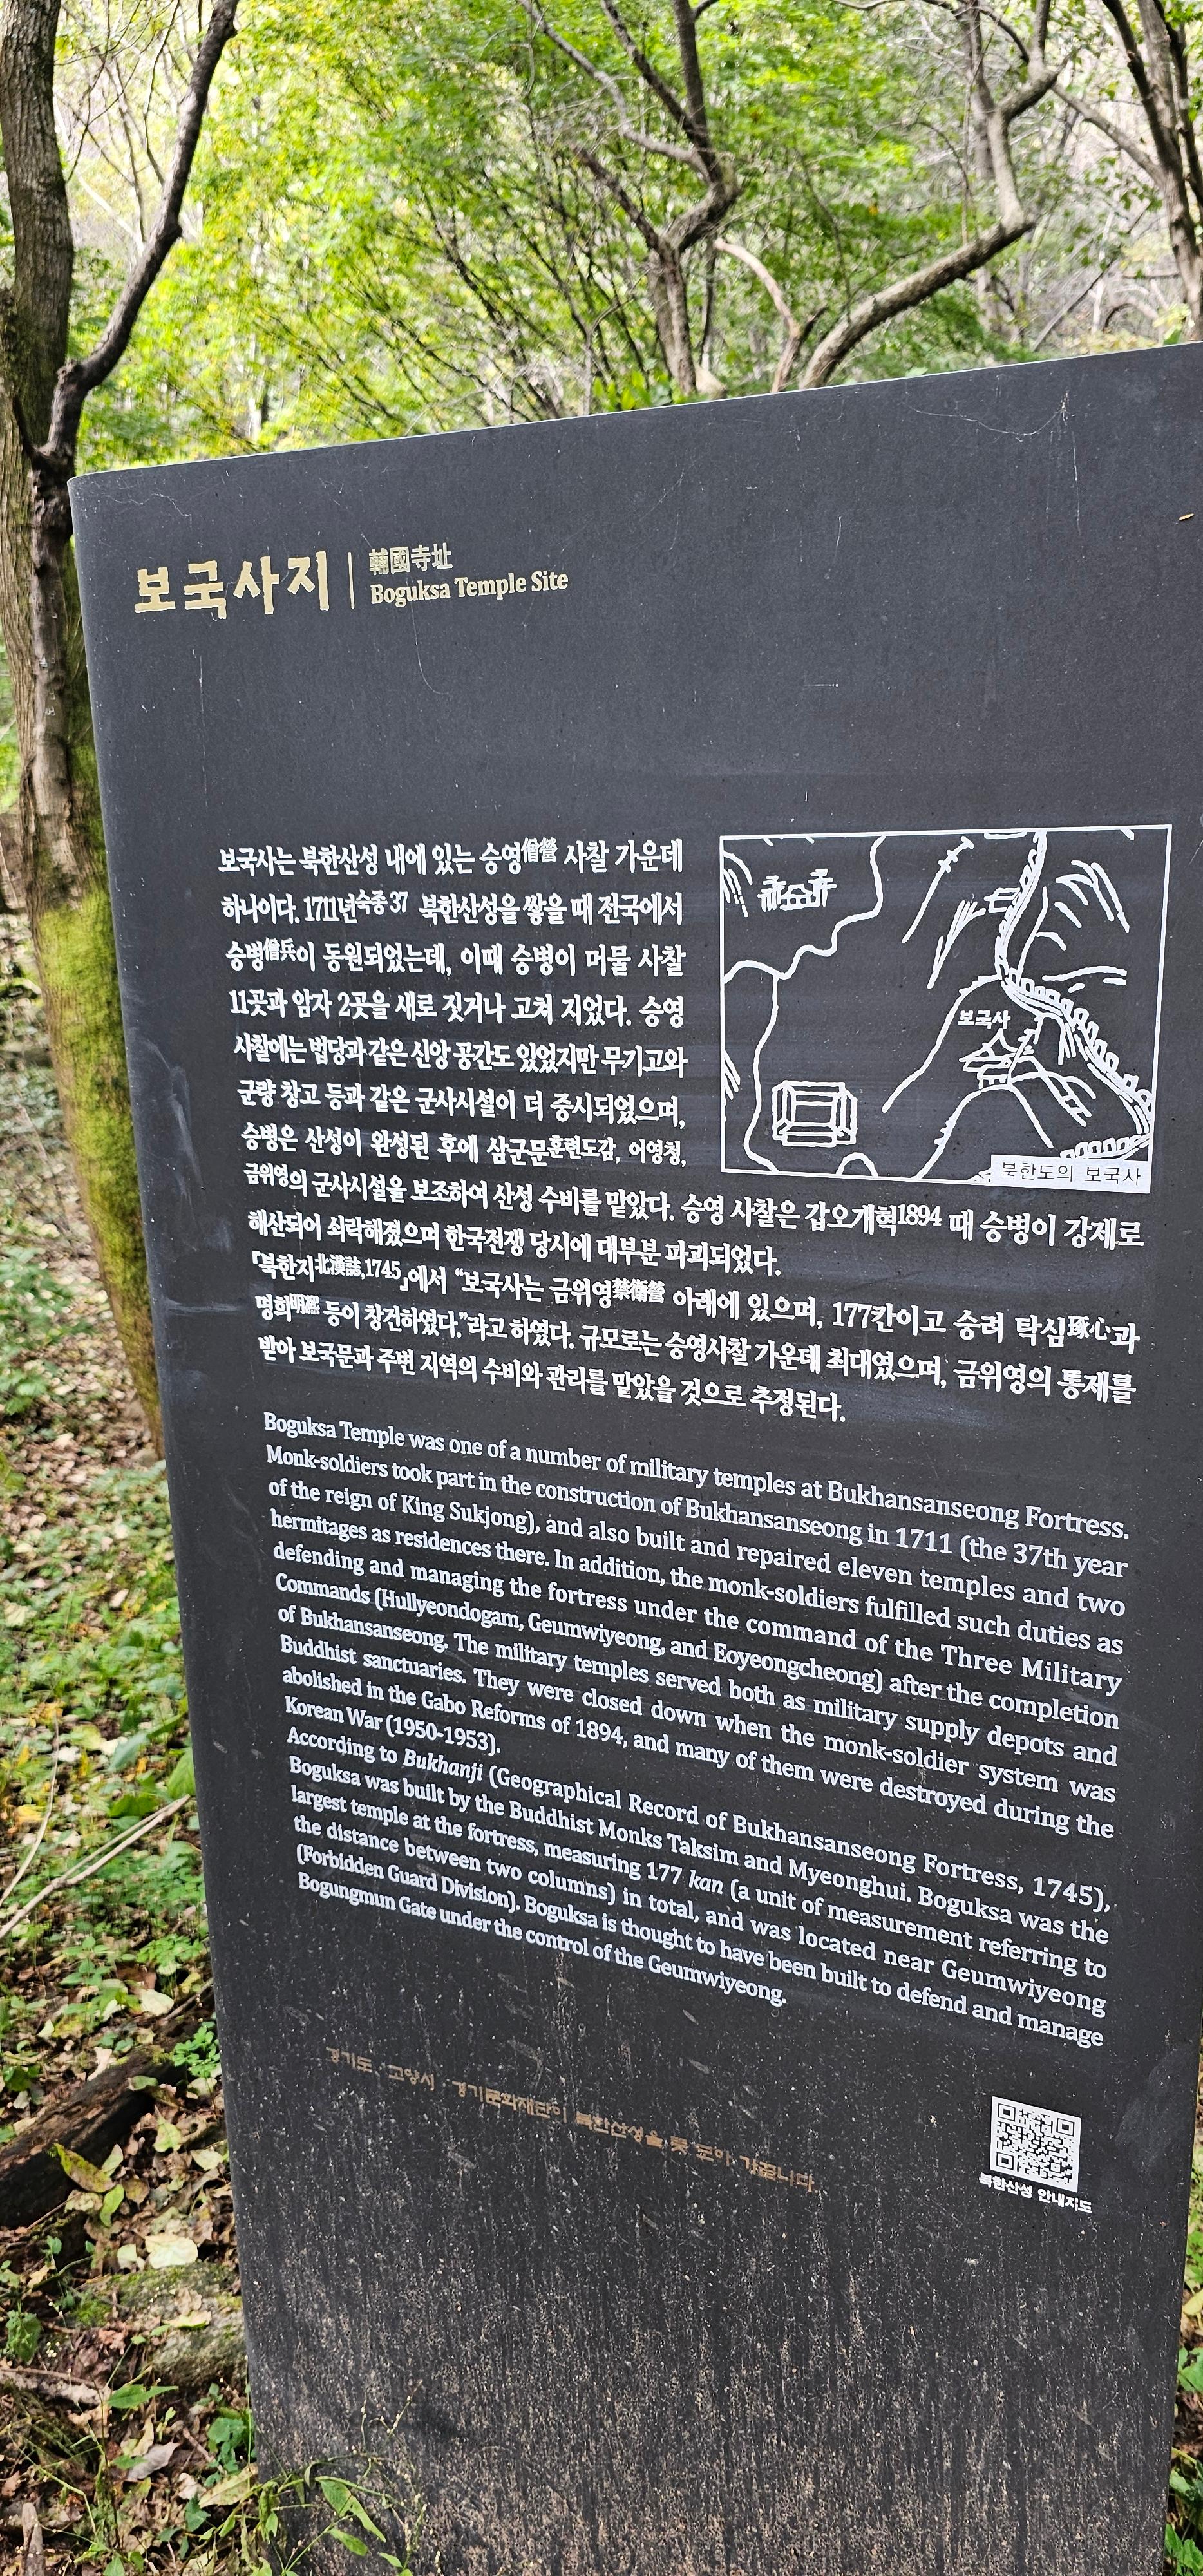 보국사지
輔國寺址
Boguksa Temple Site
보국사는 북한산성 내에 있는 승영僧營 사찰 가운데
하나이다. 1711년숙종 37 북한산성을 쌓을 때 전국에서
승병僧兵이 동원되었는데, 이때 승병이 머물 사찰
11곳과 암자 2곳을 새로 짓거나 고쳐 지었다. 승영
사찰에는 법당과 같은 신앙 공간도 있었지만 무기고와
군량 창고 등과 같은 군사시설이 더 중시되었으며,
승병은 산성이 완성된 후에 삼군문훈련도감, 어영청,
금위영의 군사시설을 보조하여 산성 수비를 맡았다. 승영 사찰은 갑오개혁1894 때 승병이 강제로
해산되어 쇠락해졌으며 한국전쟁 당시에 대부분 파괴되었다.
「북한지北漢誌,1745」에서 “보국사는 금위영禁衛營 아래에 있으며, 177칸이고 승려 탁심琢心과
명희明熙 등이 창건하였다.”라고 하였다. 규모로는 승영사찰 가운데 최대였으며, 금위영의 통제를
받아 보국문과 주변 지역의 수비와 관리를 맡았을 것으로 추정된다.
보국사
북한도의 보국사
Boguksa Temple was one of a number of military temples at Bukhansanseong Fortress.
Monk-soldiers took part in the construction of Bukhansanseong in 1711 (the 37th year
of the reign of King Sukjong), and also built and repaired eleven temples and two
hermitages as residences there. In addition, the monk-soldiers fulfilled such duties as
defending and managing the fortress under the command of the Three Military
Commands (Hullyeondogam, Geumwiyeong, and Eoyeongcheong) after the completion
of Bukhansanseong. The military temples served both as military supply depots and
Buddhist sanctuaries. They were closed down when the monk-soldier system was
abolished in the Gabo Reforms of 1894, and many of them were destroyed during the
Korean War (1950-1953).
According to Bukhanji (Geographical Record of Bukhansanseong Fortress, 1745),
Boguksa was built by the Buddhist Monks Taksim and Myeonghui. Boguksa was the
largest temple at the fortress, measuring 177 kan (a unit of measurement referring to
the distance between two columns) in total, and was located near Geumwiyeong
(Forbidden Guard Division). Boguksa is thought to have been built to defend and manage
Bogungmun Gate under the control of the Geumwiyeong.
경기도, 고양시 · 경기문화재단이 북한산성을 뜻 모아 가꿉니다
북한산성 안내지도